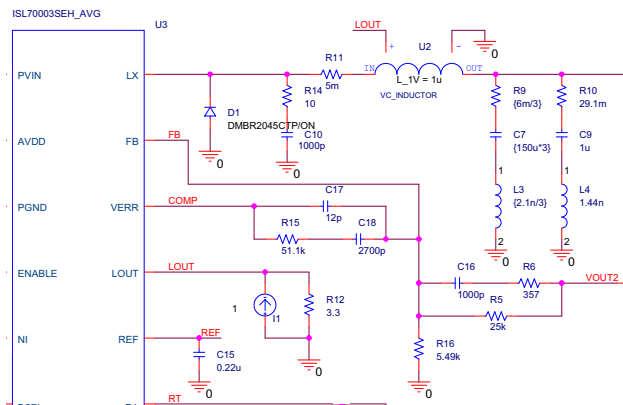 ISL70003SEH_AVG
U3
LOUT
+
U2
-
0
PVIN
LX
R11
5m
IN
OUT
L_1V = 1u
VC_INDUCTOR
R14
10
R9
{6m/3}
R10
29.1m
D1
DMBR2045CTP/ON
C10
1000p
C7
{150u*3}
C9
1u
AVDD
FB
FB
0
0
1
1
L3
{2.1n/3}
L4
1.44n
2
2
0
0
PGND
VERR
COMP
C17
12p
R15
51.1k
C18
2700p
ENABLE
LOUT
LOUT
C16
1000p
R6
357
VOUT2
R5
25k
1
I1
R12
3.3
NI
REF
REF
0
C15
0.22u
R16
5.49k
0
0
RT